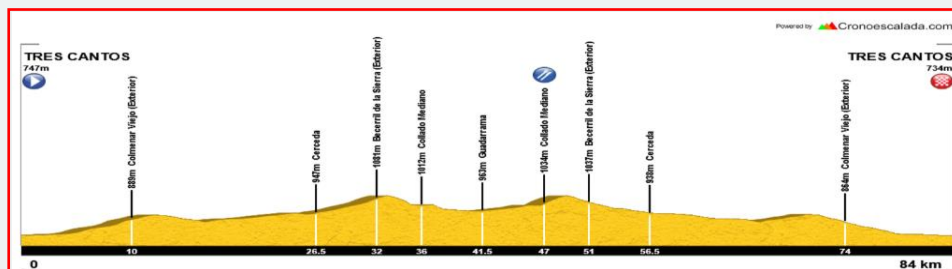 Powered by Cronoescalada.com
TRES CANTOS
747m
889m Colmenar Viejo (Exterior)
947m Cerceda
1081m Becerril de la Sierra (Exterior)
1012m Collado Mediano
963m Guadarrama
1034m Collado Mediano
1037m Becerril de la Sierra (Exterior)
938m Cerceda
864m Colmenar Viejo (Exterior)
TRES CANTOS
734m
10 26.5 32 36 41.5 47 51 56.5 74
0 84 km